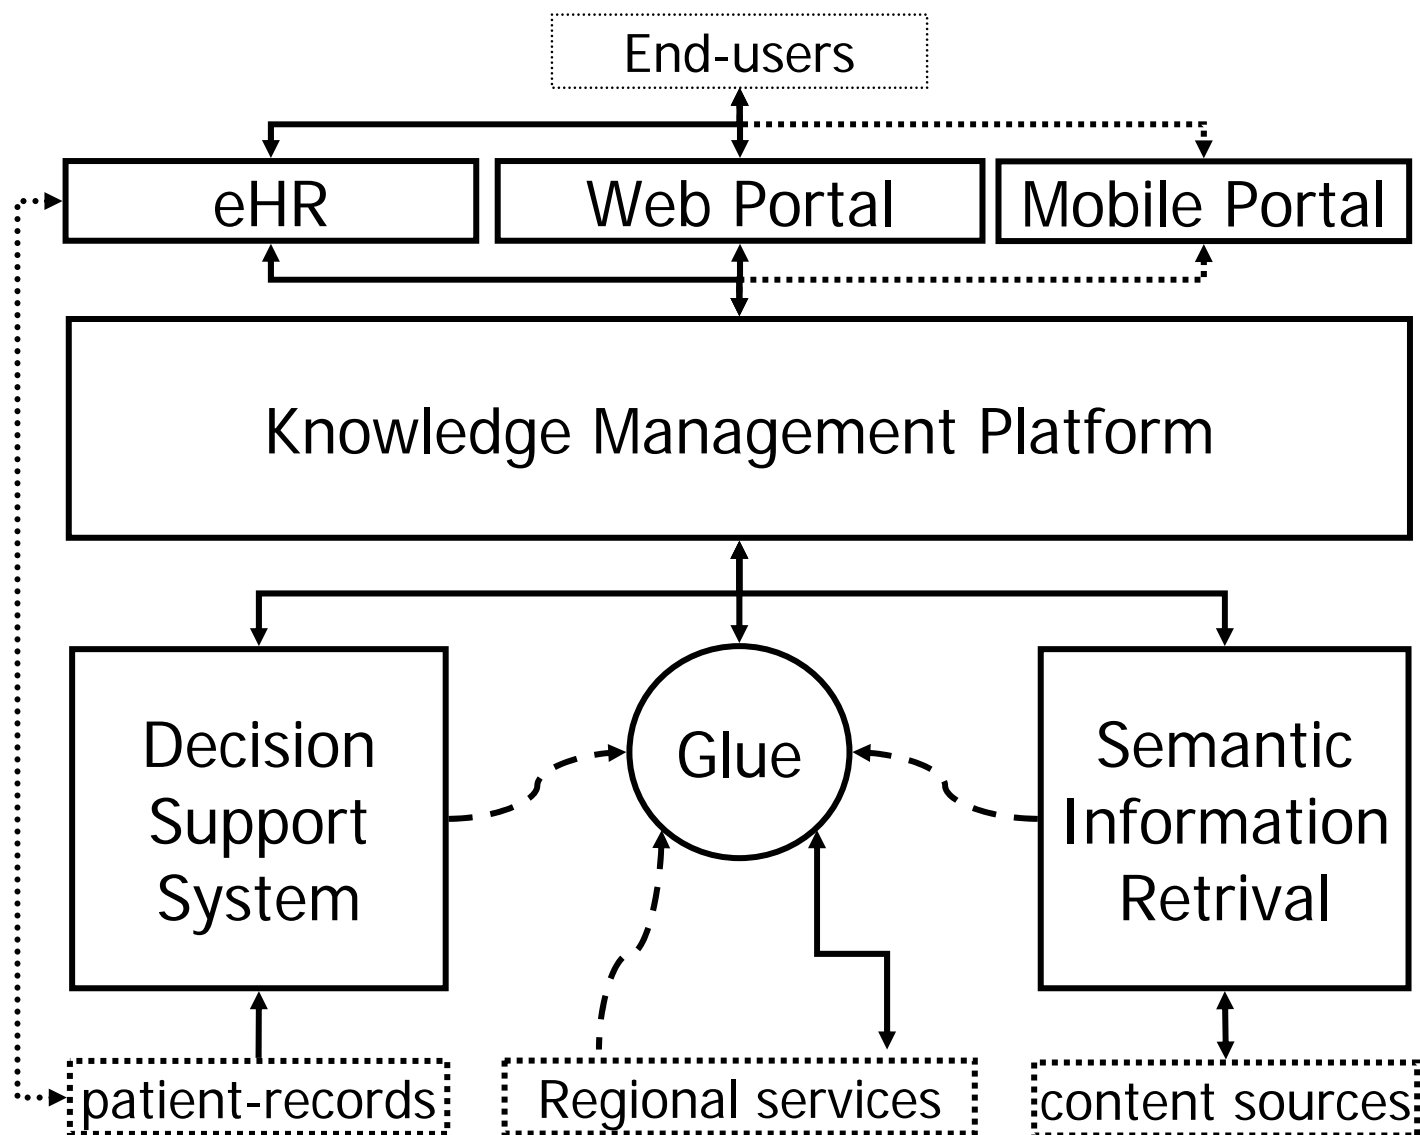 End-users
eHR
Web Portal
Mobile Portal
Knowledge Management Platform
Decision
Support
System
Glue
Semantic
Information
Retrival
patient-records
Regional services
content sources